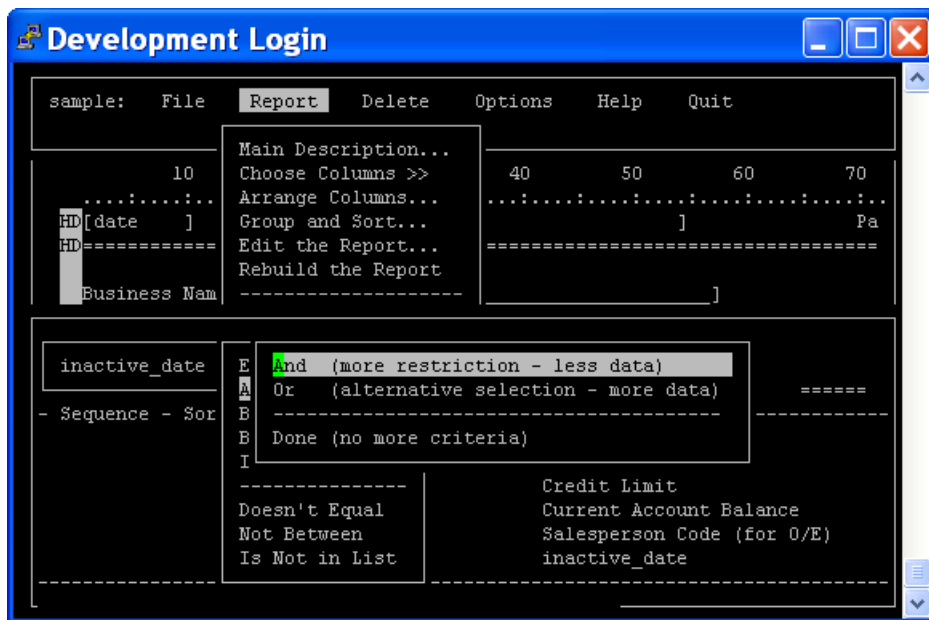 Development Login
sample: File Report Delete Options Help Quit
Main Description...
10 Choose Columns >> 40 50 60 70
....:....:.. Arrange Columns... ...:....:....:....:....:....:....:..
HD[date ] Group and Sort... ] Pa
HD============ Edit the Report... ===================================
Rebuild the Report
--------------------
Business Nam ____________________]
inactive_date E And (more restriction - less data)
A Or (alternative selection - more data) ======
- Sequence - Sor B ---------------------------------------- ------------
B Done (no more criteria)
I
--------------- Credit Limit
Doesn't Equal Current Account Balance
Not Between Salesperson Code (for O/E)
Is Not in List inactive_date